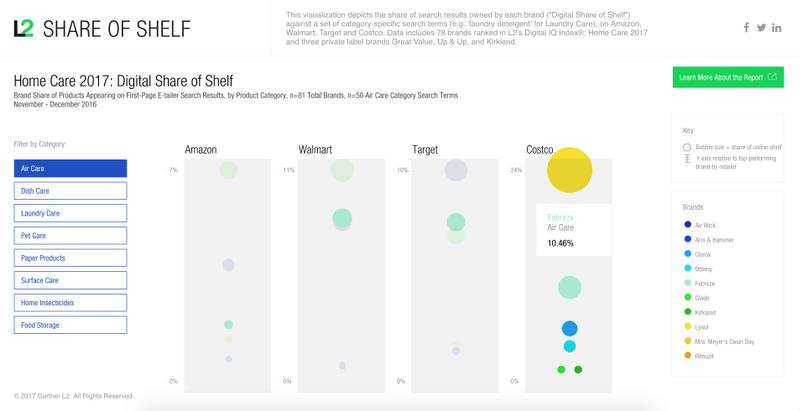 L2 SHARE OF SHELF
This visualization depicts the share of search results owned by each brand ("Digital Share of Shelf")
against a set of category-specific search terms (e.g. 'laundry detergent' for Laundry Care), on Amazon,
Walmart, Target and Costco. Data includes 78 brands ranked in L2's Digital IQ Index®: Home Care 2017
and three private label brands Great Value, Up & Up, and Kirkland.
Home Care 2017: Digital Share of Shelf
Brand Share of Products Appearing on First-Page E-tailer Search Results, by Product Category, n=81 Total Brands, n=50 Air Care Category Search Terms
November - December 2016
Learn More About the Report
Filter by Category:
Air Care
Dish Care
Laundry Care
Pet Care
Paper Products
Surface Care
Home Insecticides
Food Storage
Amazon
7%
0%
Walmart
11%
0%
Target
10%
0%
Costco
24%
0%
Febreze
Air Care
10.46%
Key
Bubble size = share of online shelf
Y axis relative to top-performing
brand by retailer
Brands
Air Wick
Arm & Hammer
Clorox
Downy
Febreze
Glade
Kirkland
Lysol
Mrs. Meyer's Clean Day
Renuzit
© 2017 Gartner L2. All Rights Reserved.